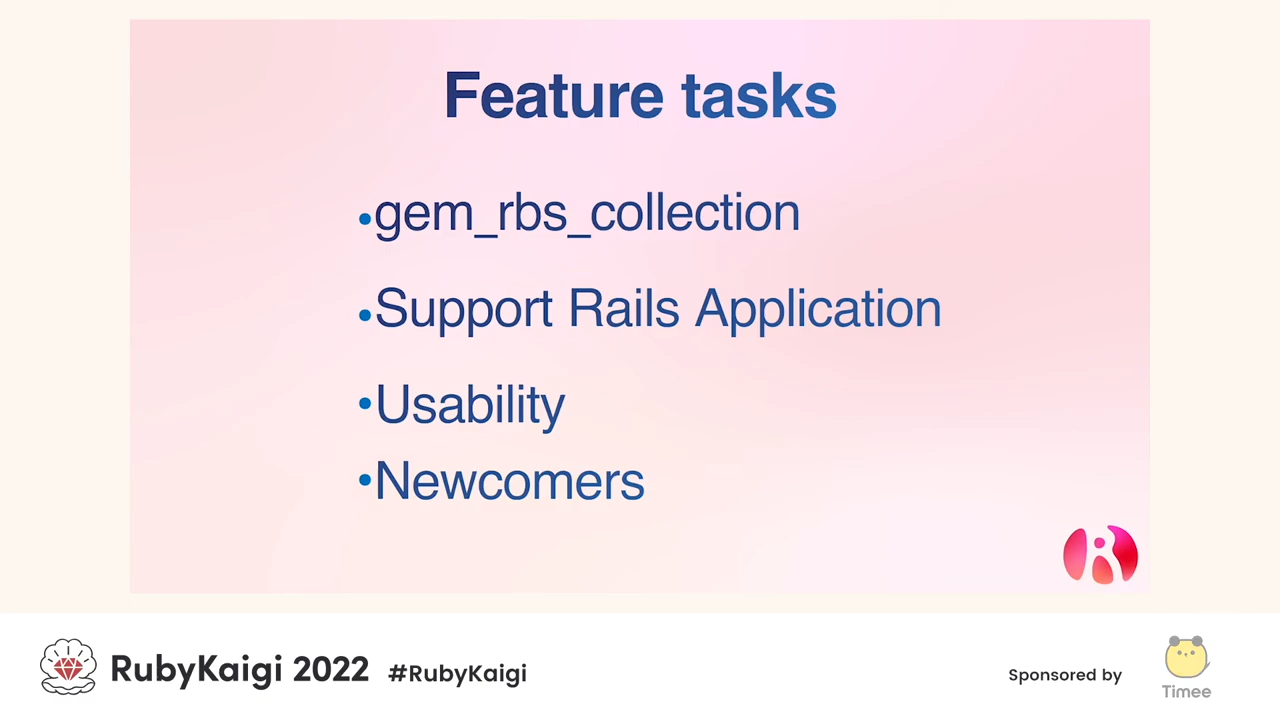 Feature tasks
•gem_rbs_collection
•Support Rails Application
•Usability
•Newcomers
RubyKaigi 2022 #RubyKaigi
Sponsored by
Timee